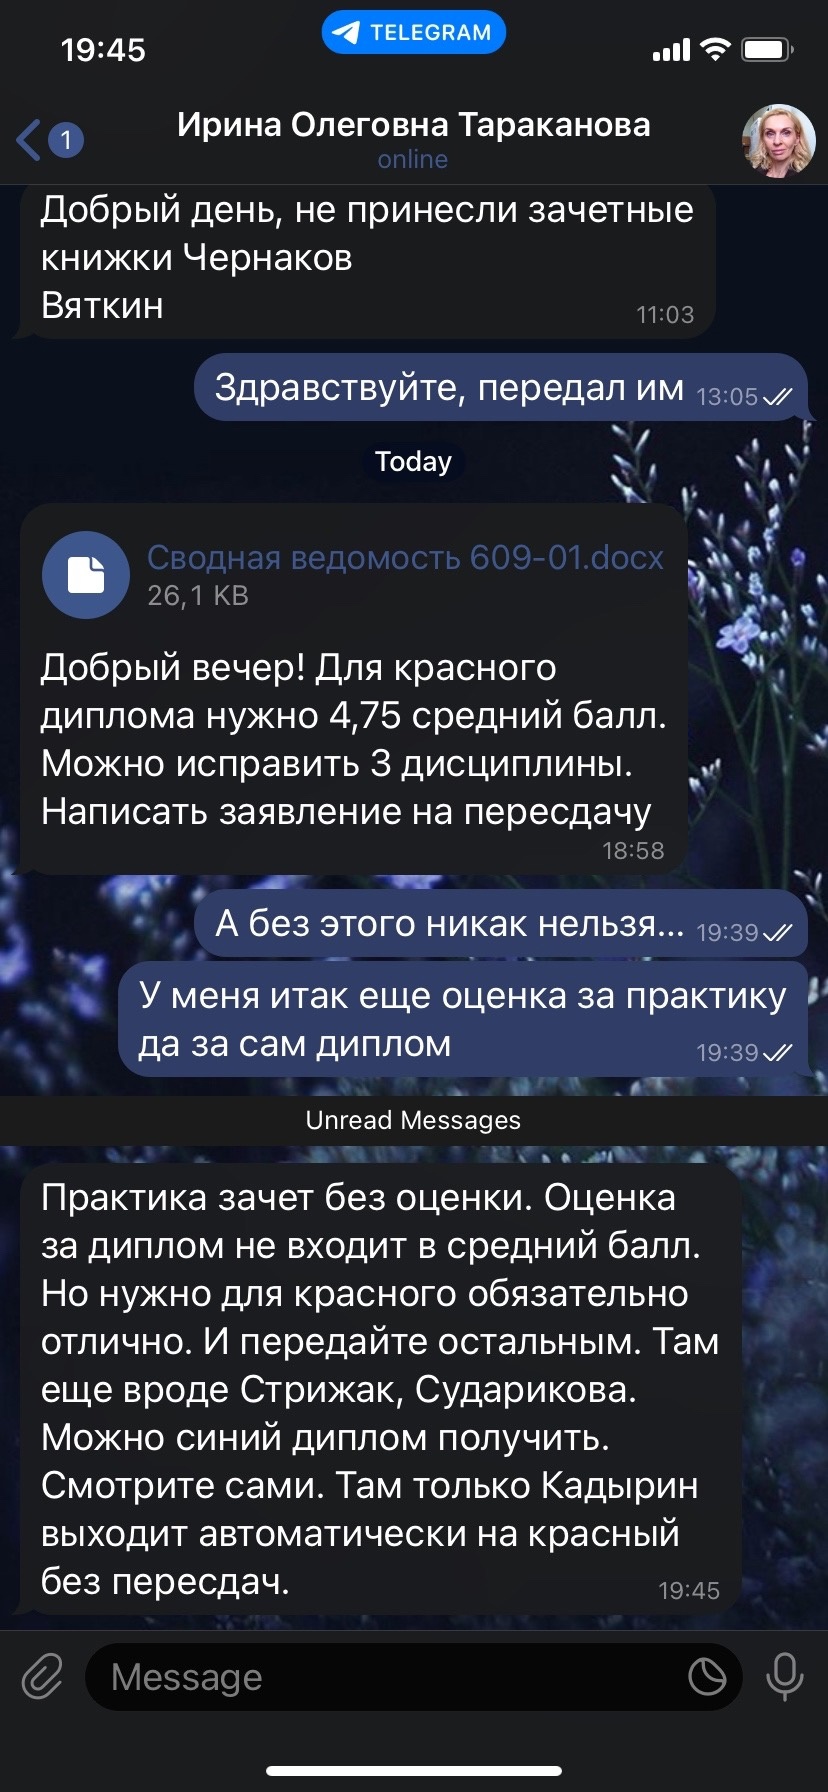 19:45
TELEGRAM
1
Ирина Олеговна Тараканова
online
Добрый день, не принесли зачетные
книжки Чернаков
Вяткин
11:03
Здравствуйте, передал им 13:05
Today
Сводная ведомость 609-01.docx
26,1 KB
Добрый вечер! Для красного
диплома нужно 4,75 средний балл.
Можно исправить 3 дисциплины.
Написать заявление на пересдачу
18:58
А без этого никак нельзя... 19:39
У меня итак еще оценка за практику
да за сам диплом 19:39
Unread Messages
Практика зачет без оценки. Оценка
за диплом не входит в средний балл.
Но нужно для красного обязательно
отлично. И передайте остальным. Там
еще вроде Стрижак, Сударикова.
Можно синий диплом получить.
Смотрите сами. Там только Кадырин
выходит автоматически на красный
без пересдач. 19:45
Message